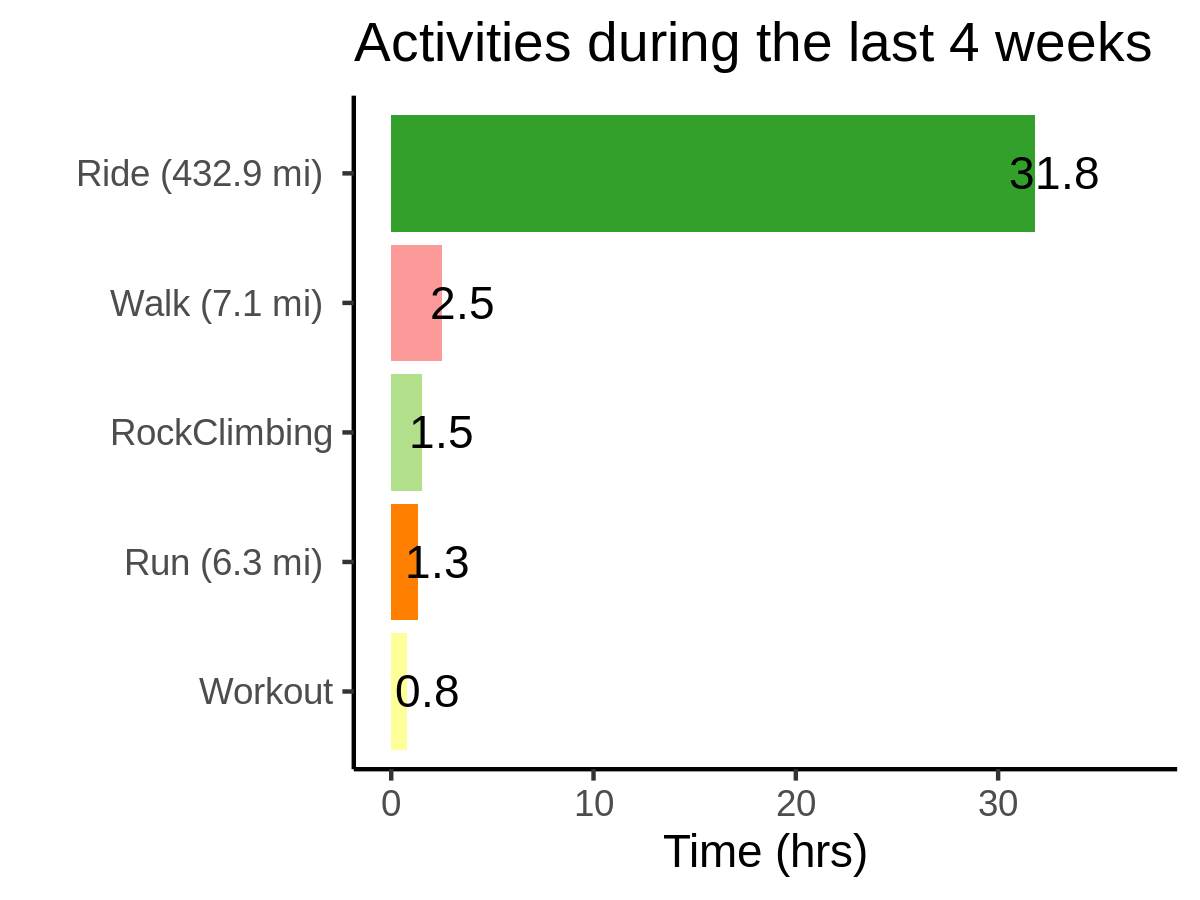 Activities during the last 4 weeks
Ride (432.9 mi) 31.8
Walk (7.1 mi) 2.5
RockClimbing 1.5
Run (6.3 mi) 1.3
Workout 0.8
0 10 20 30
Time (hrs)